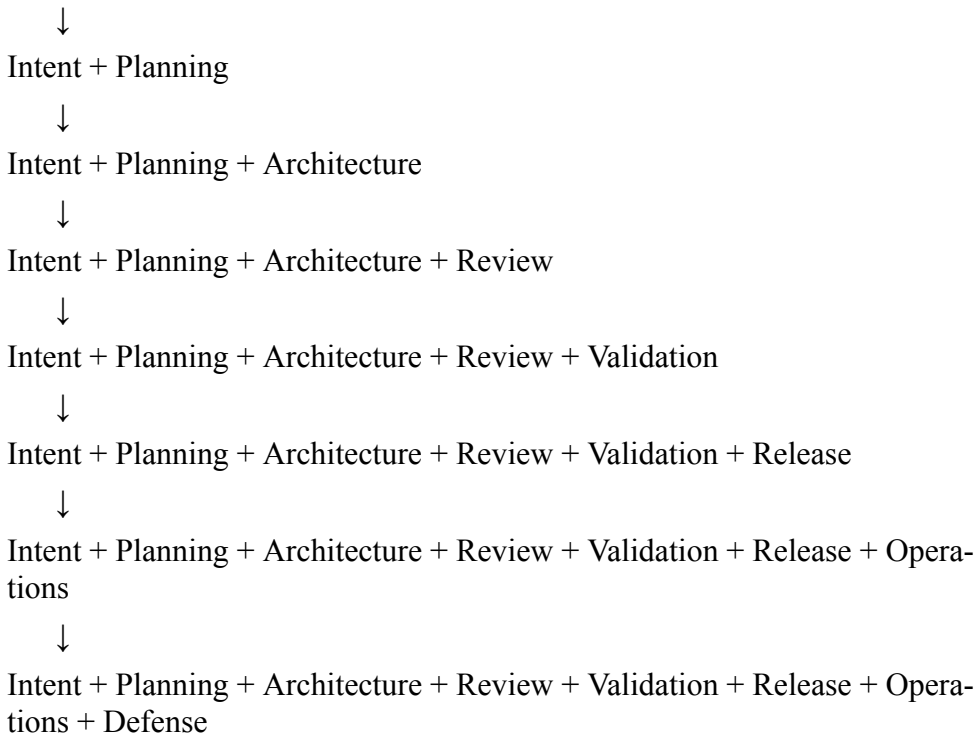 ↓
Intent + Planning
↓
Intent + Planning + Architecture
↓
Intent + Planning + Architecture + Review
↓
Intent + Planning + Architecture + Review + Validation
↓
Intent + Planning + Architecture + Review + Validation + Release
↓
Intent + Planning + Architecture + Review + Validation + Release + Opera-
tions
↓
Intent + Planning + Architecture + Review + Validation + Release + Opera-
tions + Defense